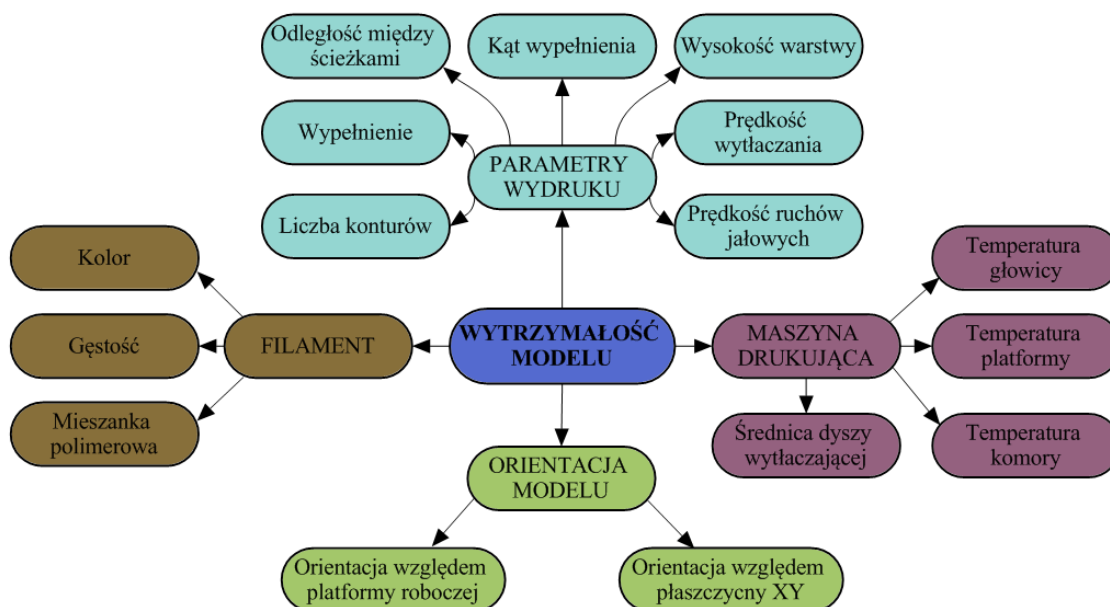 Odległość między
ścieżkami
Kąt wypełnienia
Wysokość warstwy
Wypełnienie
Prędkość
wytłaczania
PARAMETRY
WYDRUKU
Liczba konturów
Prędkość ruchów
jałowych
Kolor
Temperatura
głowicy
Gęstość
FILAMENT
WYTRZYMAŁOŚĆ
MODELU
MASZYNA
DRUKUJĄCA
Temperatura
platformy
Mieszanka
polimerowa
Średnica dyszy
wytłaczającej
Temperatura
komory
ORIENTACJA
MODELU
Orientacja względem
platformy roboczej
Orientacja względem
płaszczycny XY